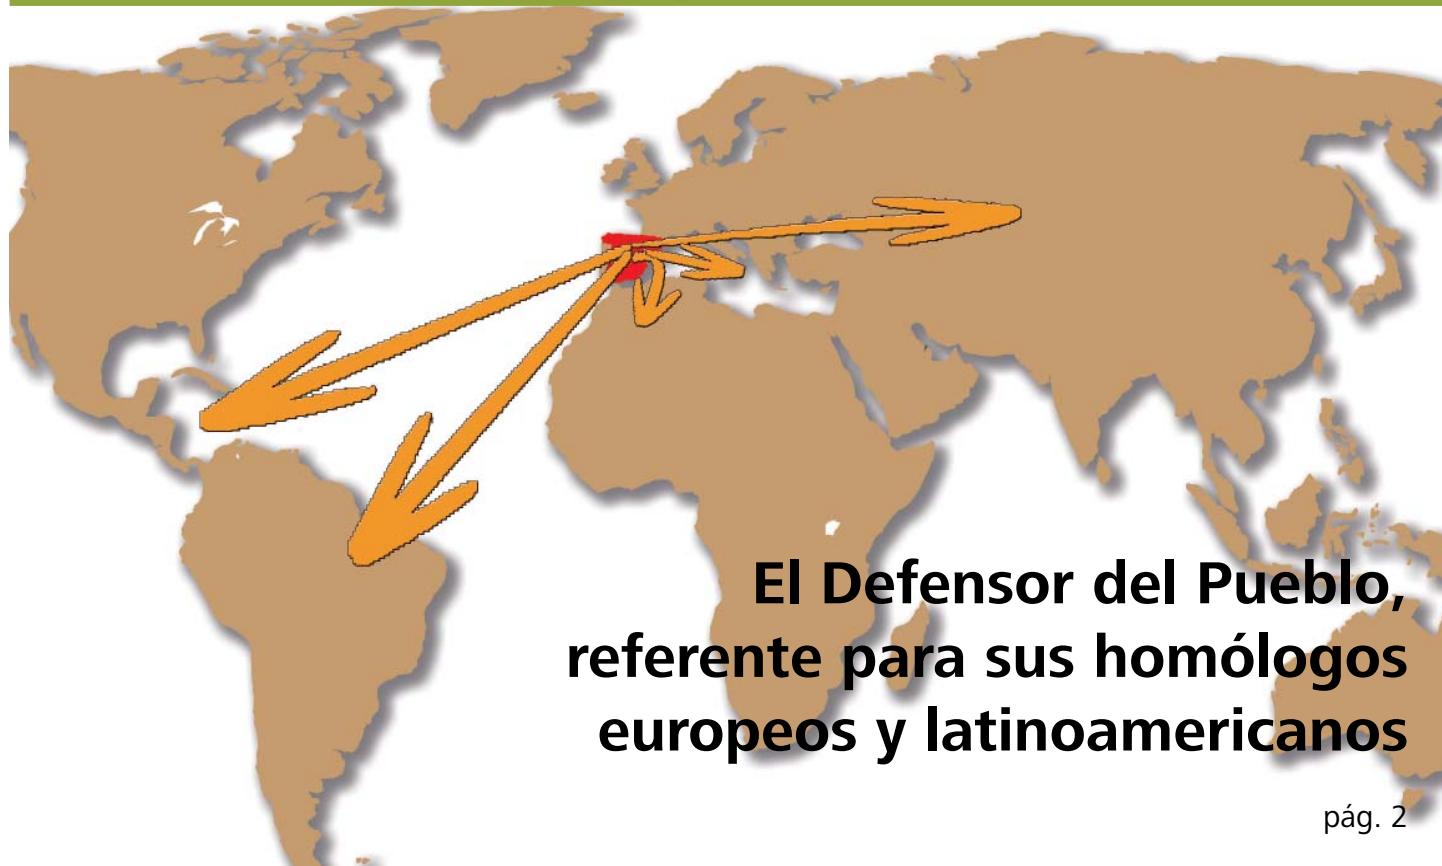 El Defensor del Pueblo,
referente para sus homólogos
europeos y latinoamericanos
pág. 2